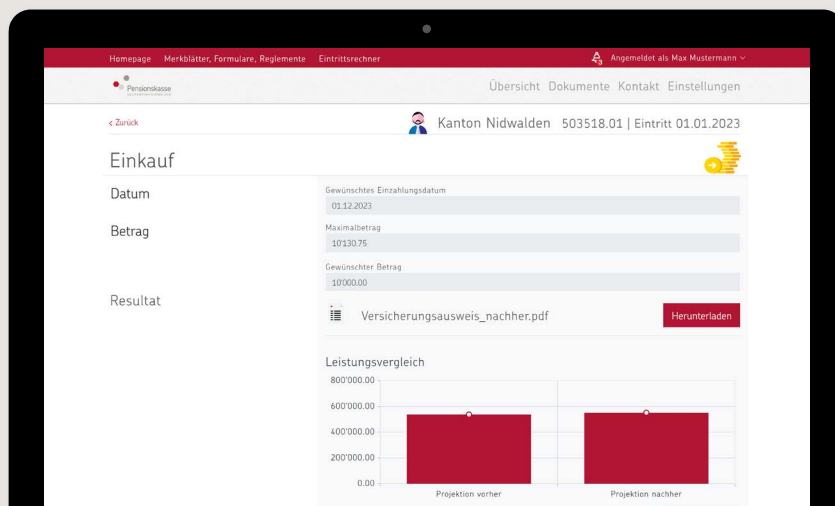 Homepage Merkblätter, Formulare, Reglemente Eintrittsrechner
3 Angemeldet als Max Mustermann
Pensionskasse
Übersicht Dokumente Kontakt Einstellungen
< Zurück
Kanton Nidwalden 503518.01 | Eintritt 01.01.2023
Einkauf
Datum
Gewünschtes Einzahlungsdatum
01.12.2023
Betrag
Maximalbetrag
10'130.75
Gewünschter Betrag
10'000.00
Resultat
Versicherungsausweis_nachher.pdf
Herunterladen
Leistungsvergleich
800'000.00
600'000.00
400'000.00
200'000.00
0.00
Projektion vorher Projektion nachher